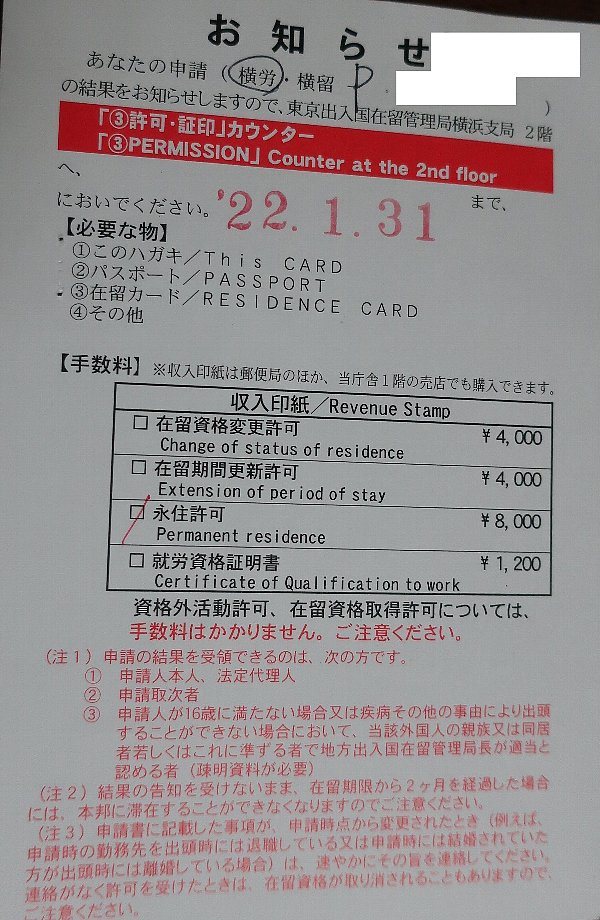 お知らせ
あなたの申請（横労・横留 P ）
の結果をお知らせしますので、東京出入国在留管理局横浜支局 2階
「③許可・証印」カウンター
「③PERMISSION」 Counter at the 2nd floor
へ、
においでください。 '22. 1. 31 まで、
【必要な物】
①このハガキ／This CARD
②パスポート／PASSPORT
③在留カード／RESIDENCE CARD
④その他
【手数料】 ※収入印紙は郵便局のほか、当庁舎1階の売店でも購入できます。
収入印紙／Revenue Stamp
□ 在留資格変更許可 ¥4,000
Change of status of residence
□ 在留期間更新許可 ¥4,000
Extension of period of stay
□ 永住許可 ¥8,000
Permanent residence
□ 就労資格証明書 ¥1,200
Certificate of Qualification to work
資格外活動許可、在留資格取得許可については、
手数料はかかりません。ご注意ください。
（注1）申請の結果を受領できるのは、次の方です。
① 申請人本人、法定代理人
② 申請取次者
③ 申請人が16歳に満たない場合又は疾病その他の事由により出頭
することができない場合において、当該外国人の親族又は同居
者若しくはこれに準ずる者で地方出入国在留管理局長が適当と
認める者（疎明資料が必要）
（注2）結果の告知を受けないまま、在留期限から2ヶ月を経過した場合
には、本邦に滞在することができなくなりますのでご注意ください。
（注3）申請書に記載した事項が、申請時点から変更されたとき（例えば、
申請時の勤務先を出頭時には退職している又は申請時には結婚されていた
方が出頭時には離婚している場合）は、速やかにその旨を連絡してください。
連絡がなく許可を受けたときは、在留資格が取り消されることもありますので、
ご注意ください。